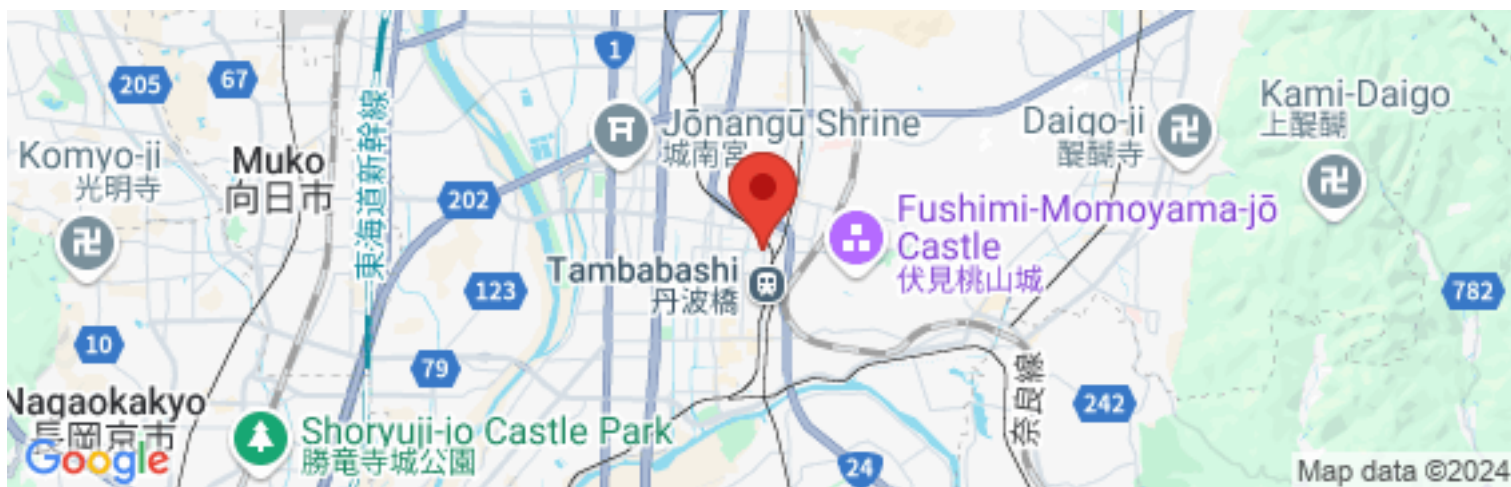 1
205
67
Jōnangū Shrine
城南宮
Daigo-ji
醍醐寺
Kami-Daigo
上醍醐
Komyo-ji
光明寺
Muko
向日市
東海道新幹線
202
Fushimi-Momoyama-jō
Castle
伏見桃山城
Tambabashi
丹波橋
123
782
10
79
奈良線
242
Nagaokakyo
長岡京市
Shoryuji-jo Castle Park
勝竜寺城公園
24
Google
Map data ©2024